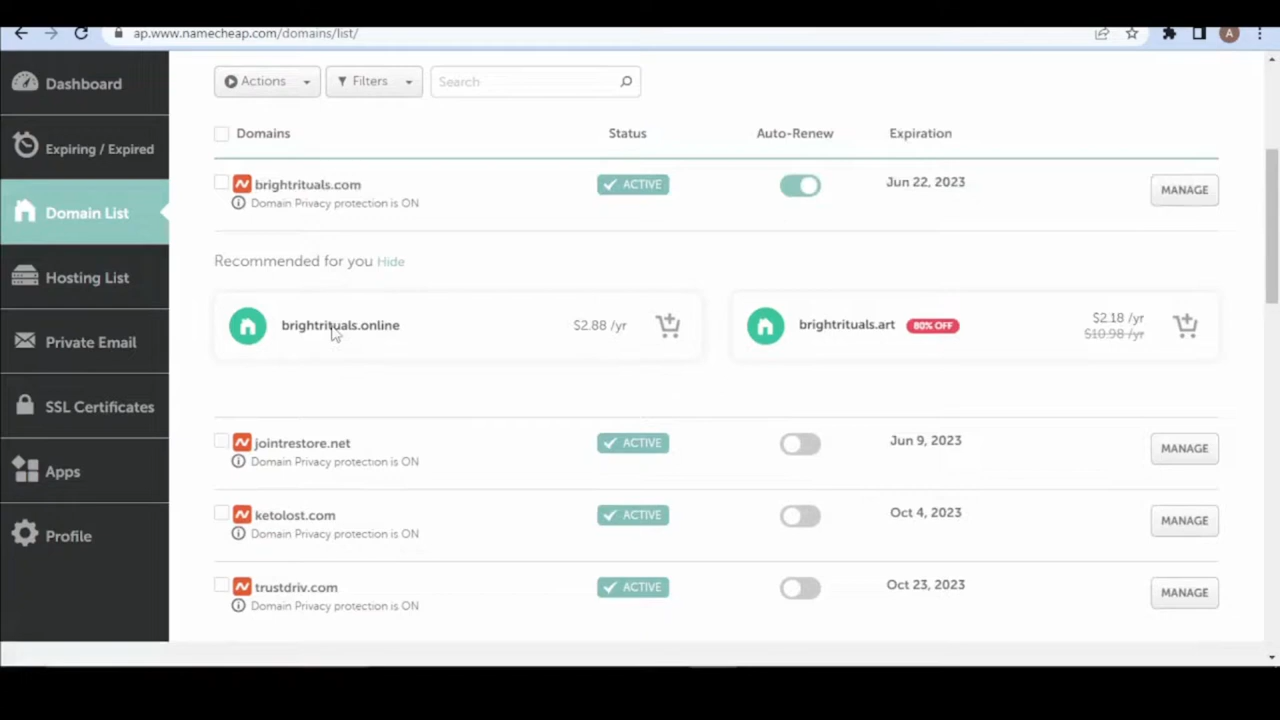 ap.www.namecheap.com/domains/list/
A
Dashboard
Expiring / Expired
Domain List
Hosting List
Private Email
SSL Certificates
Apps
Profile
Actions
Filters
Search
Domains Status Auto-Renew Expiration
brightrituals.com ACTIVE Jun 22, 2023 MANAGE
Domain Privacy protection is ON
Recommended for you Hide
brightrituals.online $2.88 /yr
brightrituals.art 80% OFF $2.18 /yr
$10.98 /yr
jointrestore.net ACTIVE Jun 9, 2023 MANAGE
Domain Privacy protection is ON
ketolost.com ACTIVE Oct 4, 2023 MANAGE
Domain Privacy protection is ON
trustdriv.com ACTIVE Oct 23, 2023 MANAGE
Domain Privacy protection is ON